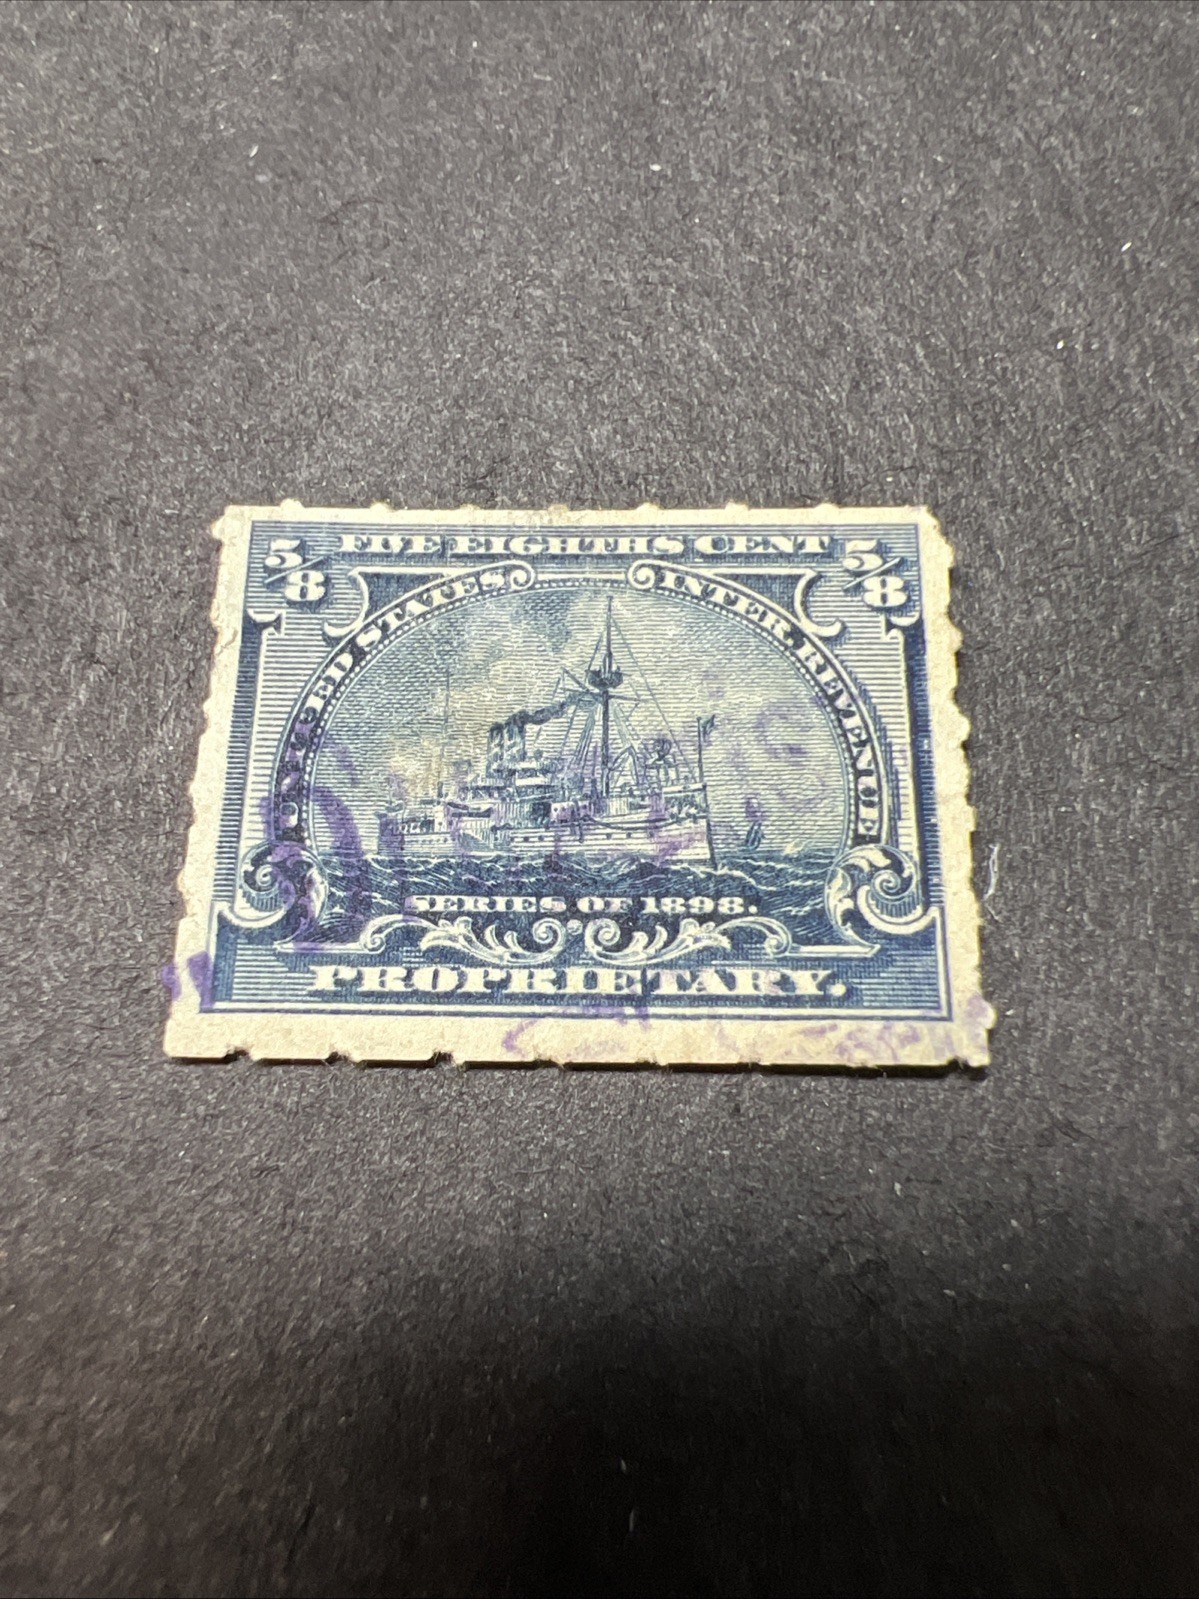 5/8 FIVE EIGHTHS CENT 5/8
UNITED STATES INTER. REVENUE
SERIES OF 1898.
PROPRIETARY.